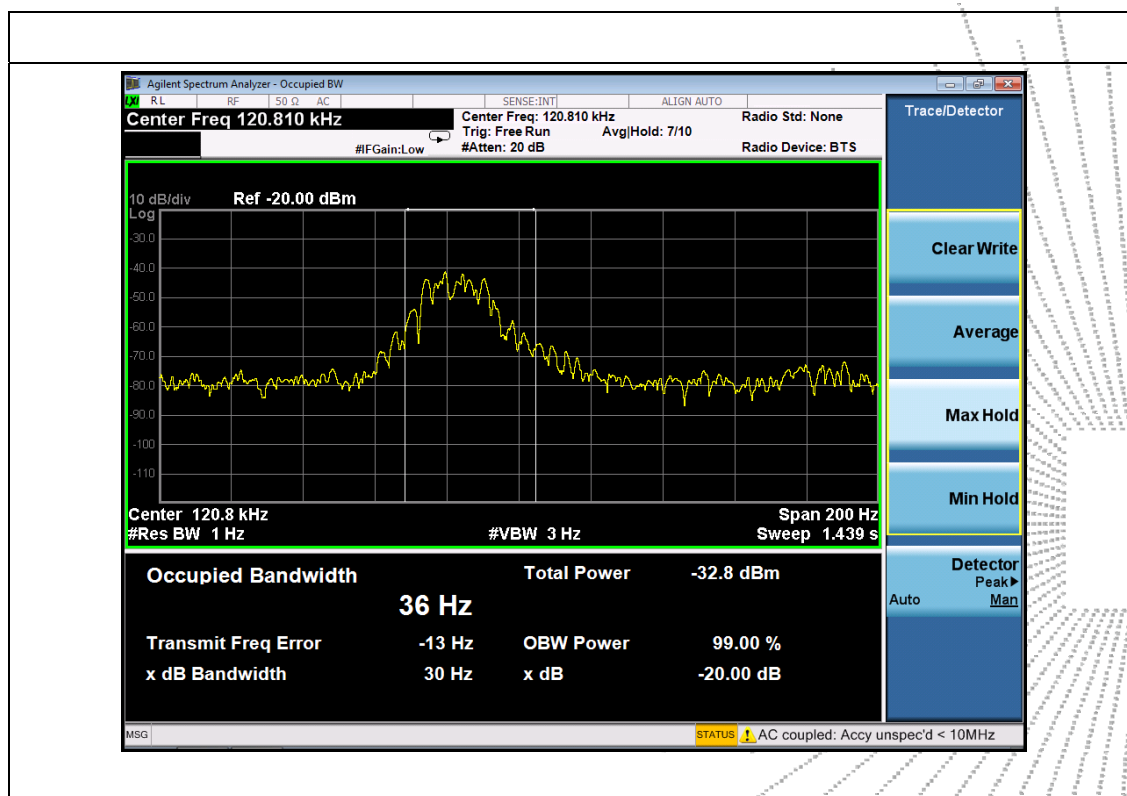 Agilent Spectrum Analyzer - Occupied BW
LXI RL RF 50 Ω AC SENSE:INT ALIGN AUTO
Center Freq 120.810 kHz
Center Freq: 120.810 kHz Radio Std: None
Trig: Free Run Avg|Hold: 7/10
#IFGain:Low #Atten: 20 dB Radio Device: BTS
10 dB/div Ref -20.00 dBm
Log
-30.0
-40.0
-50.0
-60.0
-70.0
-80.0
-90.0
-100
-110
Center 120.8 kHz Span 200 Hz
#Res BW 1 Hz #VBW 3 Hz Sweep 1.439 s
Occupied Bandwidth Total Power -32.8 dBm
36 Hz
Transmit Freq Error -13 Hz OBW Power 99.00 %
x dB Bandwidth 30 Hz x dB -20.00 dB
MSG STATUS AC coupled: Accy unspec'd < 10MHz
Trace/Detector
Clear Write
Average
Max Hold
Min Hold
Detector
Peak▶
Auto Man